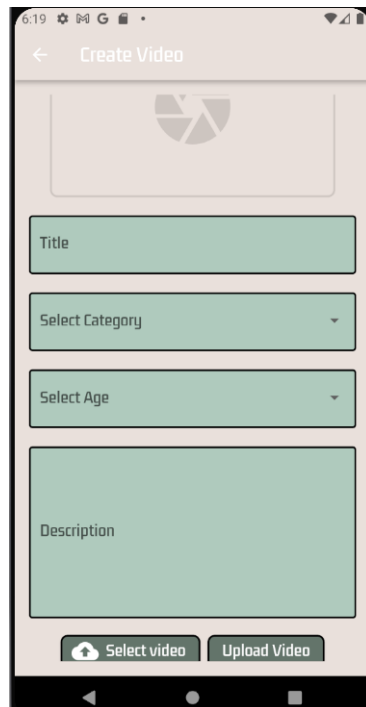 6:19 G
Create Video
Title
Select Category
Select Age
Description
Select video Upload Video